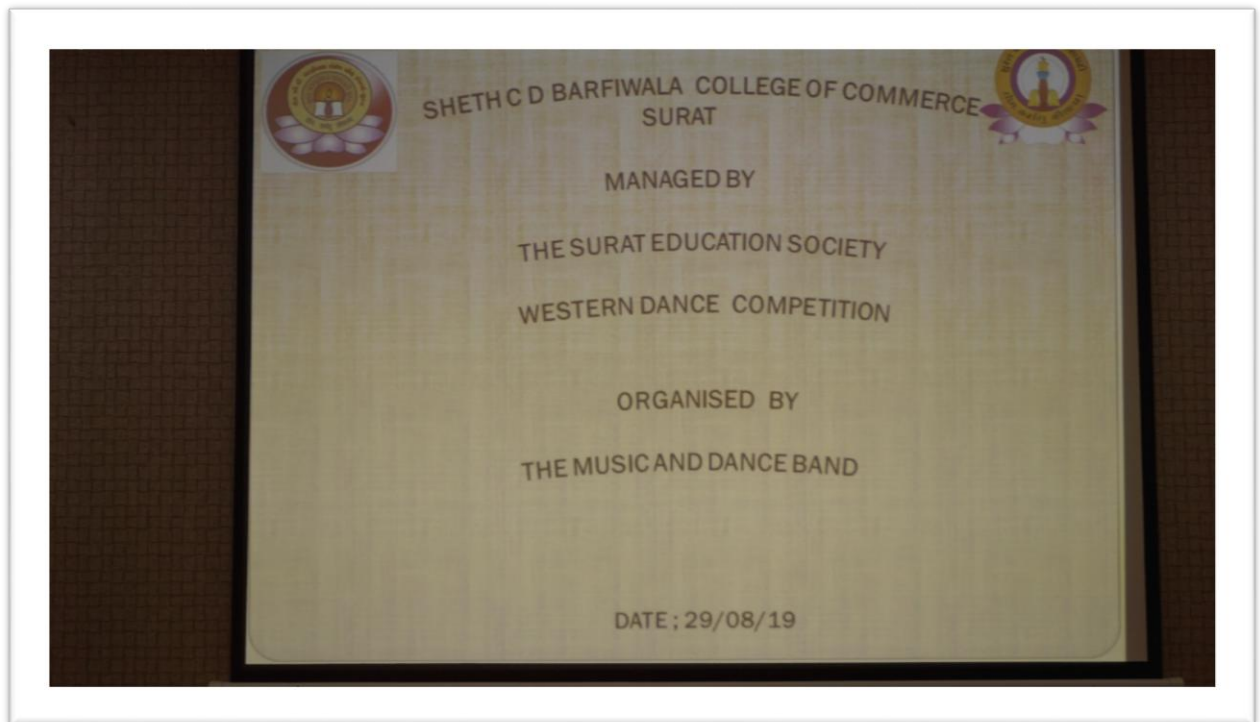 SHETH C D BARFIWALA COLLEGE OF COMMERCE
SURAT
MANAGED BY
THE SURAT EDUCATION SOCIETY
WESTERN DANCE COMPETITION
ORGANISED BY
THE MUSIC AND DANCE BAND
DATE ; 29/08/19